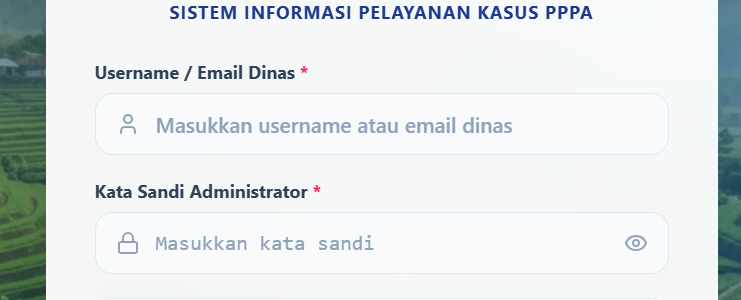 SISTEM INFORMASI PELAYANAN KASUS PPPA
Username / Email Dinas *
Masukkan username atau email dinas
Kata Sandi Administrator *
Masukkan kata sandi